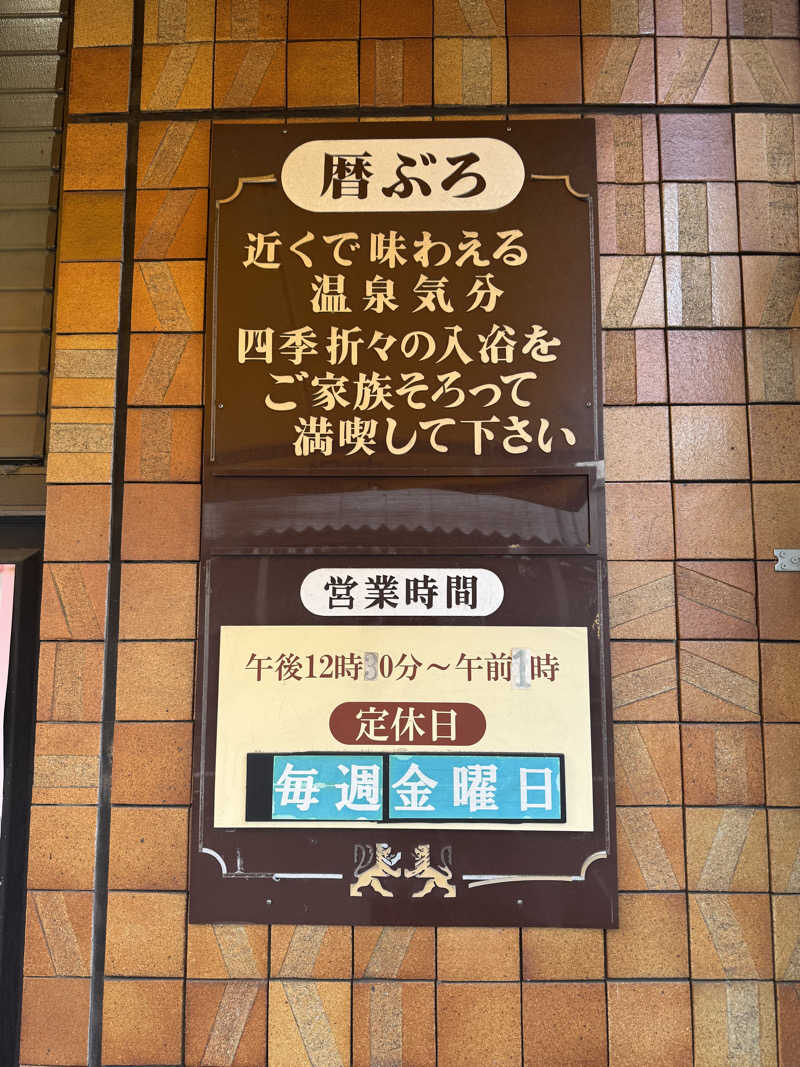 暦ぶろ
近くで味わえる
温泉気分
四季折々の入浴を
ご家族そろって
満喫して下さい
営業時間
午後12時30分～午前1時
定休日
毎週金曜日